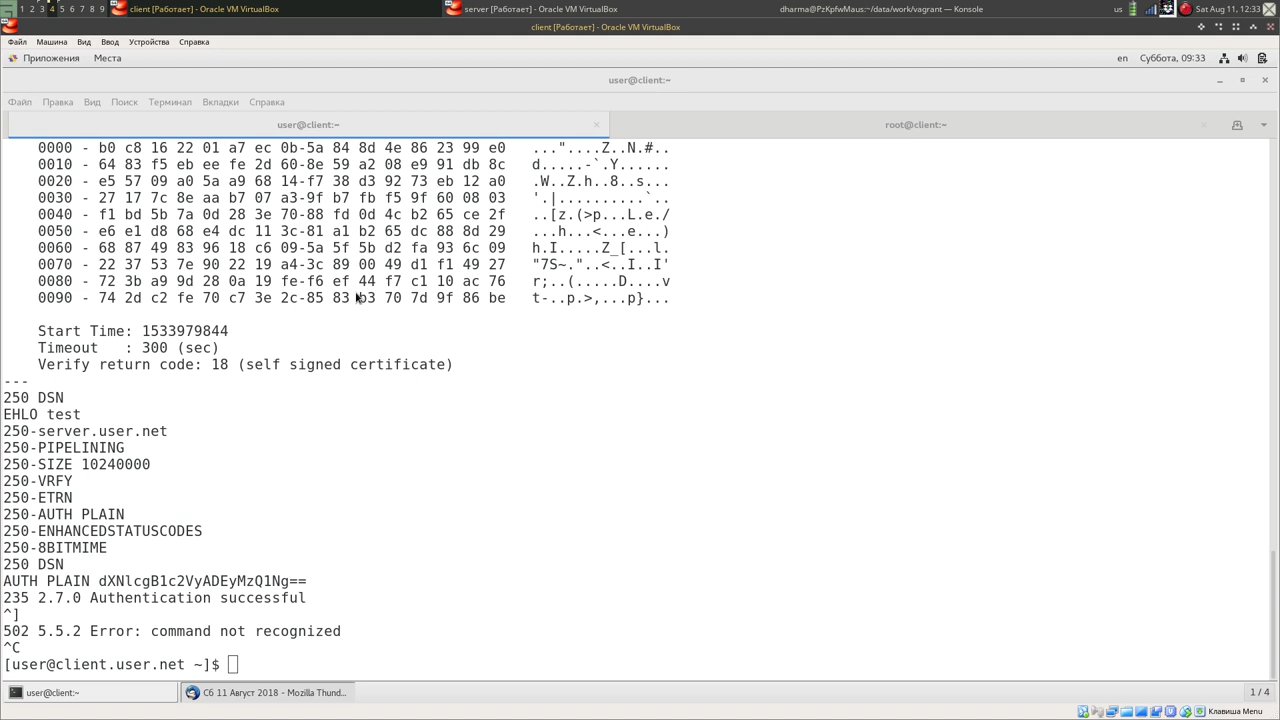 1 2 3 4 5 6 7 8 9 client [Работает] - Oracle VM VirtualBox server [Работает] - Oracle VM VirtualBox dharma@PzKpfwMaus:~/data/work/vagrant — Konsole us Sat Aug 11, 12:33
client [Работает] - Oracle VM VirtualBox
Файл Машина Вид Ввод Устройства Справка
Приложения Места en Суббота, 09:33
user@client:~
Файл Правка Вид Поиск Терминал Вкладки Справка
user@client:~ root@client:~
0000 - b0 c8 16 22 01 a7 ec 0b-5a 84 8d 4e 86 23 99 e0 ..."....Z..N.#..
0010 - 64 83 f5 eb ee fe 2d 60-8e 59 a2 08 e9 91 db 8c d.....-`.Y......
0020 - e5 57 09 a0 5a a9 68 14-f7 38 d3 92 73 eb 12 a0 .W..Z.h..8..s...
0030 - 27 17 7c 8e aa b7 07 a3-9f b7 fb f5 9f 60 08 03 '.|..........`..
0040 - f1 bd 5b 7a 0d 28 3e 70-88 fd 0d 4c b2 65 ce 2f ..[z.(>p...L.e./
0050 - e6 e1 d8 68 e4 dc 11 3c-81 a1 b2 65 dc 88 8d 29 ...h...<...e...)
0060 - 68 87 49 83 96 18 c6 09-5a 5f 5b d2 fa 93 6c 09 h.I.....Z_[...l.
0070 - 22 37 53 7e 90 22 19 a4-3c 89 00 49 d1 f1 49 27 "7S~."..<..I..I'
0080 - 72 3b a9 9d 28 0a 19 fe-f6 ef 44 f7 c1 10 ac 76 r;..(.....D....v
0090 - 74 2d c2 fe 70 c7 3e 2c-85 83 b3 70 7d 9f 86 be t-..p.>,...p}...
Start Time: 1533979844
Timeout : 300 (sec)
Verify return code: 18 (self signed certificate)
---
250 DSN
EHLO test
250-server.user.net
250-PIPELINING
250-SIZE 10240000
250-VRFY
250-ETRN
250-AUTH PLAIN
250-ENHANCEDSTATUSCODES
250-8BITMIME
250 DSN
AUTH PLAIN dXNlcgB1c2VyADEyMzQ1Ng==
235 2.7.0 Authentication successful
^]
502 5.5.2 Error: command not recognized
^C
[user@client.user.net ~]$
user@client:~ Сб 11 Август 2018 - Mozilla Thund... 1 / 4
Клавиша Menu